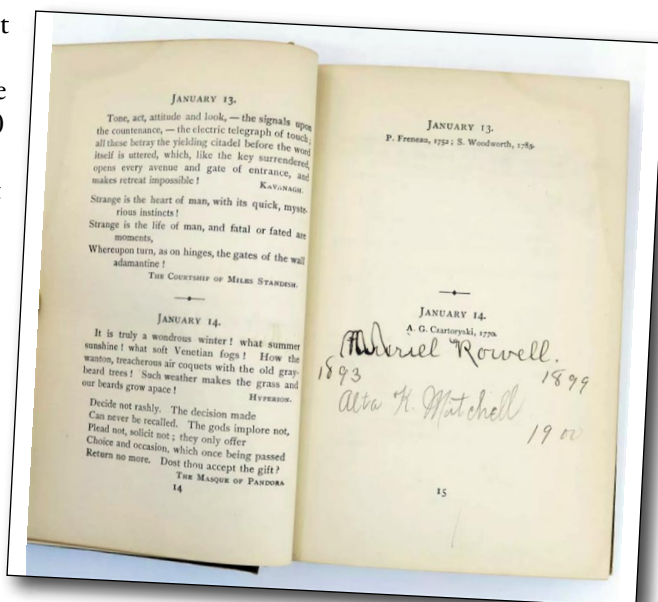 t
e
)
JANUARY 13.
Tone, act, attitude and look, — the signals upon
the countenance, — the electric telegraph of touch;
all these betray the yielding citadel before the word
itself is uttered, which, like the key surrendered,
opens every avenue and gate of entrance, and
makes retreat impossible! KAVANAGH.
Strange is the heart of man, with its quick, myste-
rious instincts!
Strange is the life of man, and fatal or fated are
moments,
Whereupon turn, as on hinges, the gates of the wall
adamantine!
THE COURTSHIP OF MILES STANDISH.
JANUARY 14.
It is truly a wondrous winter! what summer
sunshine! what soft Venetian fogs! How the
wanton, treacherous air coquets with the old gray-
beard trees! Such weather makes the grass and
our beards grow apace! HYPERION.
Decide not rashly. The decision made
Can never be recalled. The gods implore not,
Plead not, solicit not; they only offer
Choice and occasion, which once being passed
Return no more. Dost thou accept the gift?
THE MASQUE OF PANDORA
14
JANUARY 13.
P. Freneau, 1752; S. Woodworth, 1785.
JANUARY 14.
A. G. Czartoryski, 1770.
Rowell.
1893 1899
Alta K. Mitchell
1900
15